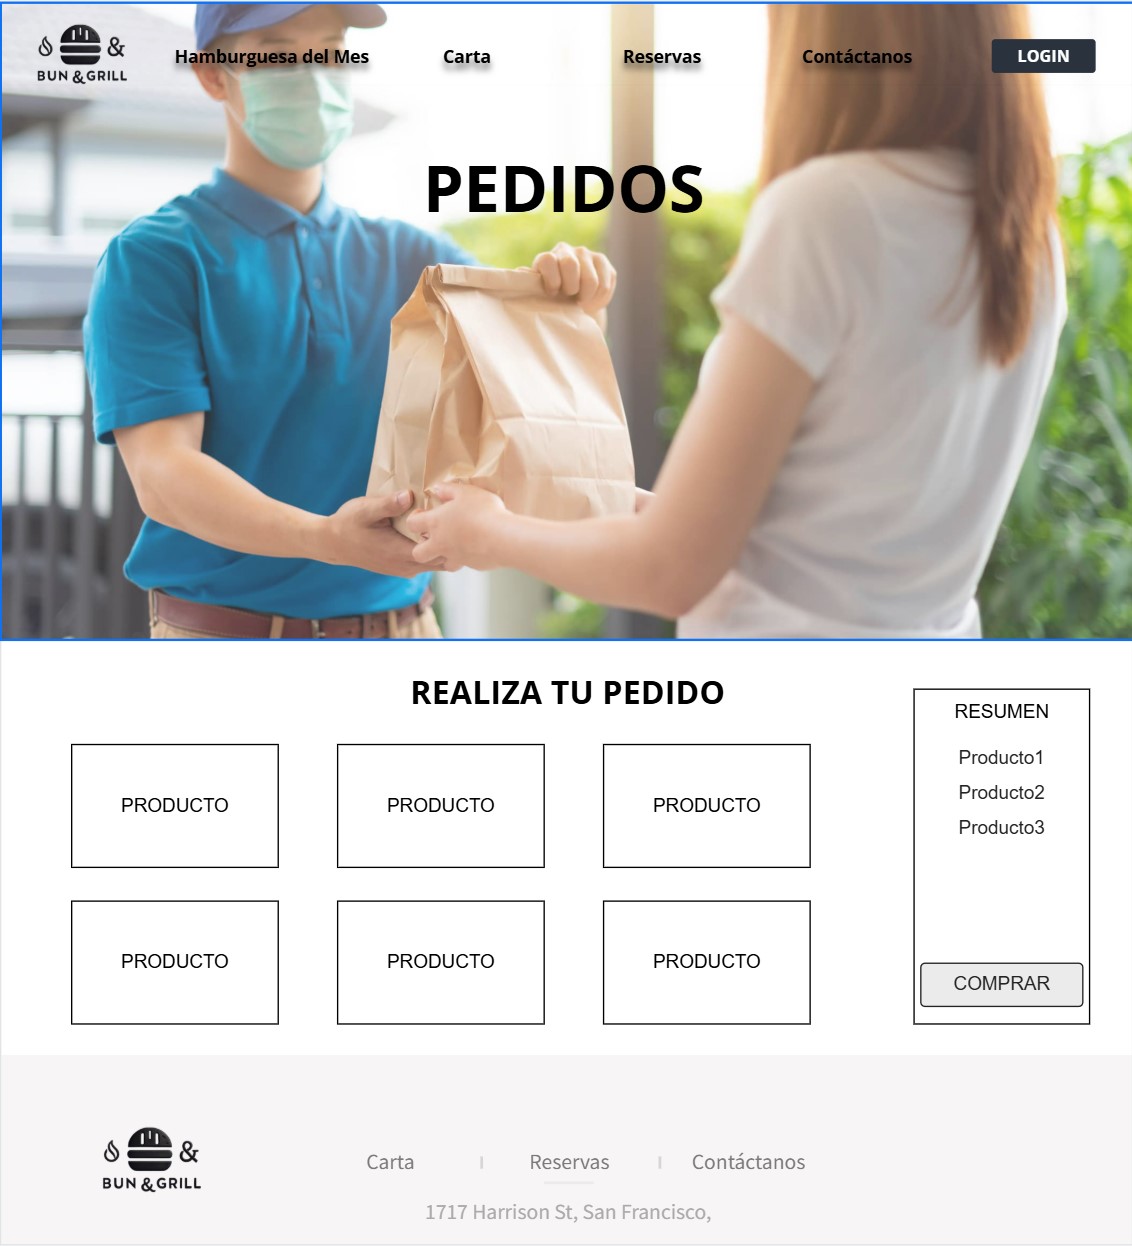 BUN & GRILL
Hamburguesa del Mes
Carta
Reservas
Contáctanos
LOGIN
PEDIDOS
REALIZA TU PEDIDO
PRODUCTO
PRODUCTO
PRODUCTO
PRODUCTO
PRODUCTO
PRODUCTO
RESUMEN
Producto1
Producto2
Producto3
COMPRAR
&
BUN & GRILL
Carta
Reservas
Contáctanos
1717 Harrison St, San Francisco,